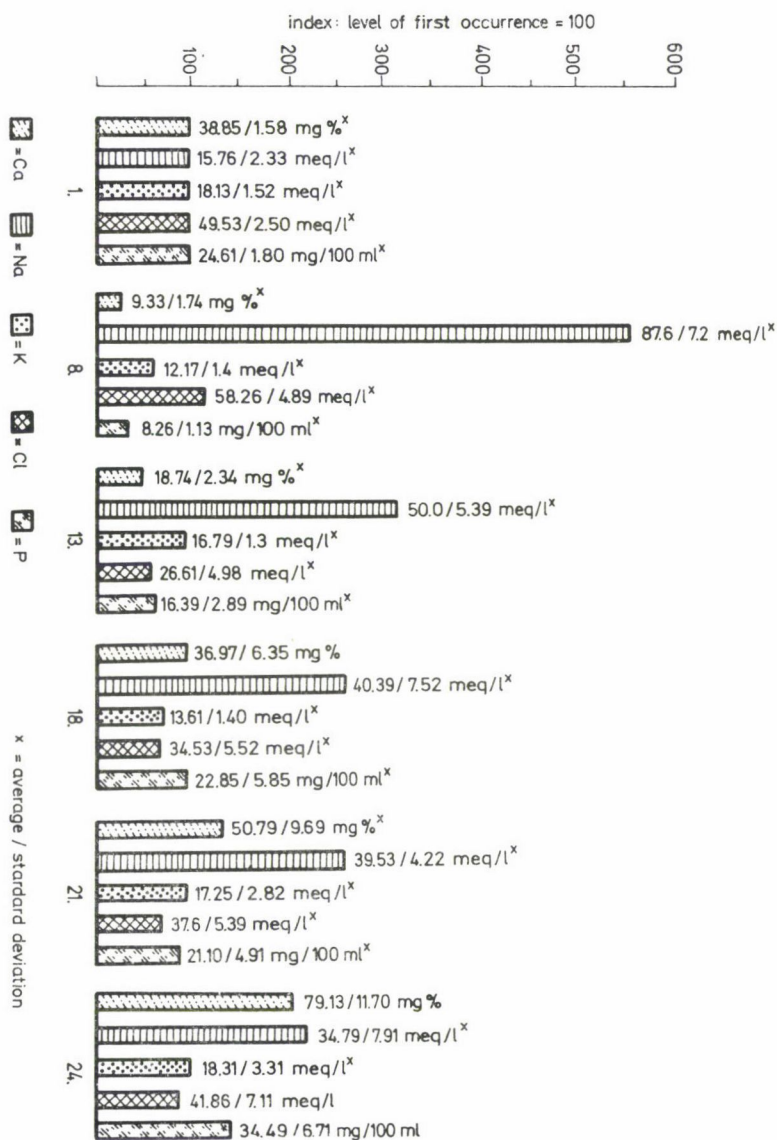 index: level of first occurrence = 100
100 200 300 400 500 600
1.
38.85/1.58 mg %x
15.76/2.33 meq/lx
18.13/1.52 meq/lx
49.53/2.50 meq/lx
24.61/1.80 mg/100 mlx
8.
9.33/1.74 mg %x
87.6/7.2 meq/lx
12.17/1.4 meq/lx
58.26/4.89 meq/lx
8.26/1.13 mg/100 mlx
13.
18.74/2.34 mg %x
50.0/5.39 meq/lx
16.79/1.3 meq/lx
26.61/4.98 meq/lx
16.39/2.89 mg/100 mlx
18.
36.97/6.35 mg %
40.39/7.52 meq/lx
13.61/1.40 meq/lx
34.53/5.52 meq/lx
22.85/5.85 mg/100 mlx
21.
50.79/9.69 mg %x
39.53/4.22 meq/lx
17.25/2.82 meq/lx
37.6/5.39 meq/lx
21.10/4.91 mg/100 mlx
24.
79.13/11.70 mg %
34.79/7.91 meq/lx
18.31/3.31 meq/lx
41.86/7.11 meq/l
34.49/6.71 mg/100 ml
= Ca = Na = K = Cl = P
x = average / stardard deviation